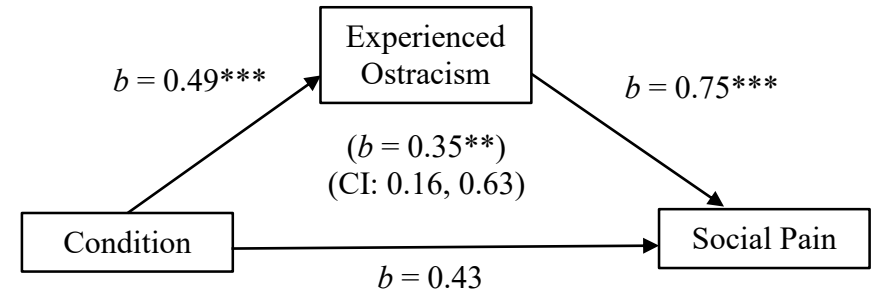 Experienced
Ostracism
b = 0.49***
b = 0.75***
(b = 0.35**)
(CI: 0.16, 0.63)
Condition
Social Pain
b = 0.43